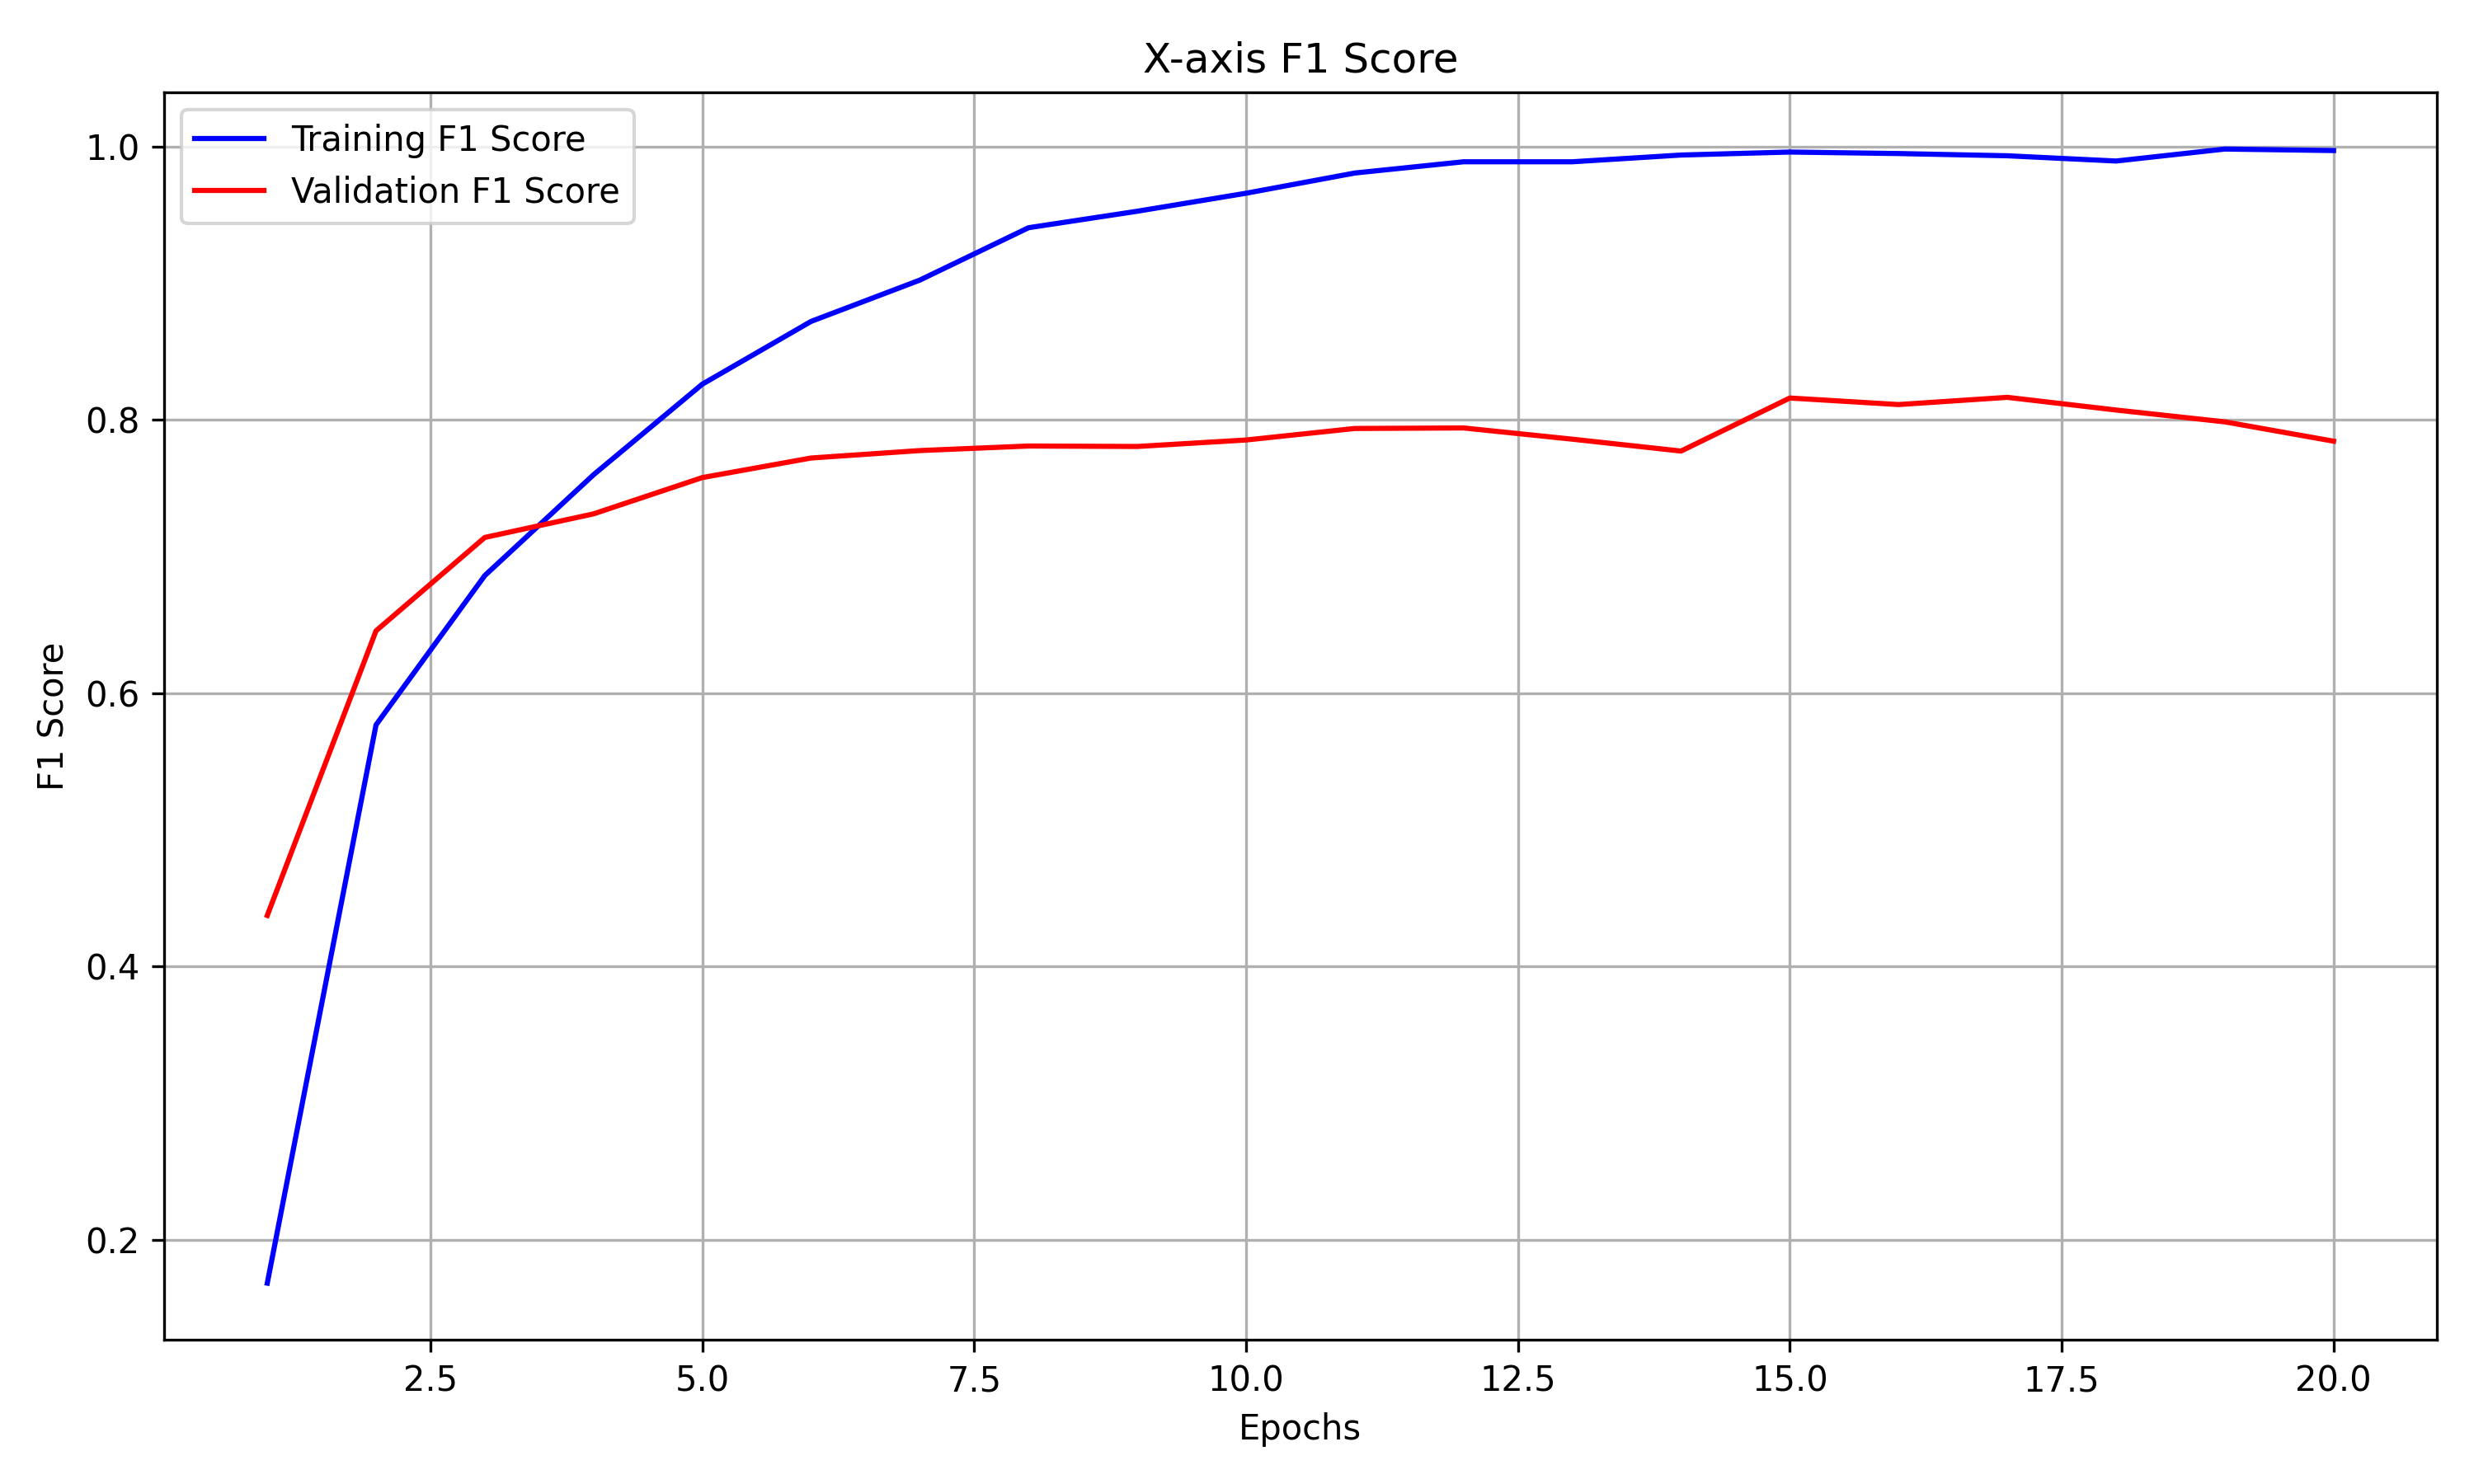 X-axis F1 Score
Training F1 Score
Validation F1 Score
1.0
0.8
0.6
0.4
0.2
F1 Score
2.5 5.0 7.5 10.0 12.5 15.0 17.5 20.0
Epochs